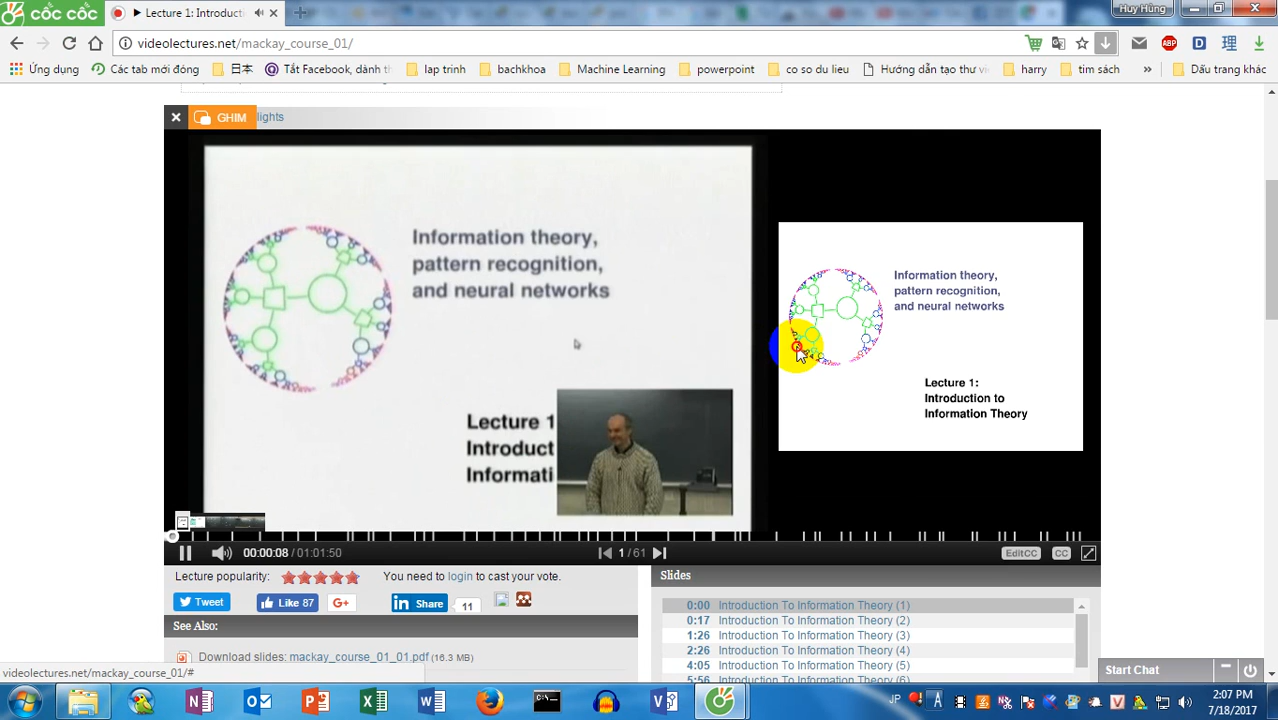 CỐC CỐC
Lecture 1: Introducti
Huy Hùng
videolectures.net/mackay_course_01/
ABP
D
理
Ứng dụng
Các tab mới đóng
日本
Tắt Facebook, dành th
lap trinh
bachkhoa
Machine Learning
powerpoint
co so du lieu
Hướng dẫn tạo thư vi
harry
tim sách
»
Dấu trang khác
GHIM
lights
Information theory,
pattern recognition,
and neural networks
Lecture 1
Introduct
Informati
Information theory,
pattern recognition,
and neural networks
Lecture 1:
Introduction to
Information Theory
00:00:08 / 01:01:50
1 / 61
EditCC
CC
Lecture popularity:
You need to login to cast your vote.
Tweet
Like 87
G+
in Share
11
See Also:
Download slides: mackay_course_01_01.pdf (16.3 MB)
Slides
0:00 Introduction To Information Theory (1)
0:17 Introduction To Information Theory (2)
1:26 Introduction To Information Theory (3)
2:26 Introduction To Information Theory (4)
4:05 Introduction To Information Theory (5)
5:56 Introduction To Information Theory (6)
Start Chat
videolectures.net/mackay_course_01/#
JP
A
2:07 PM
7/18/2017